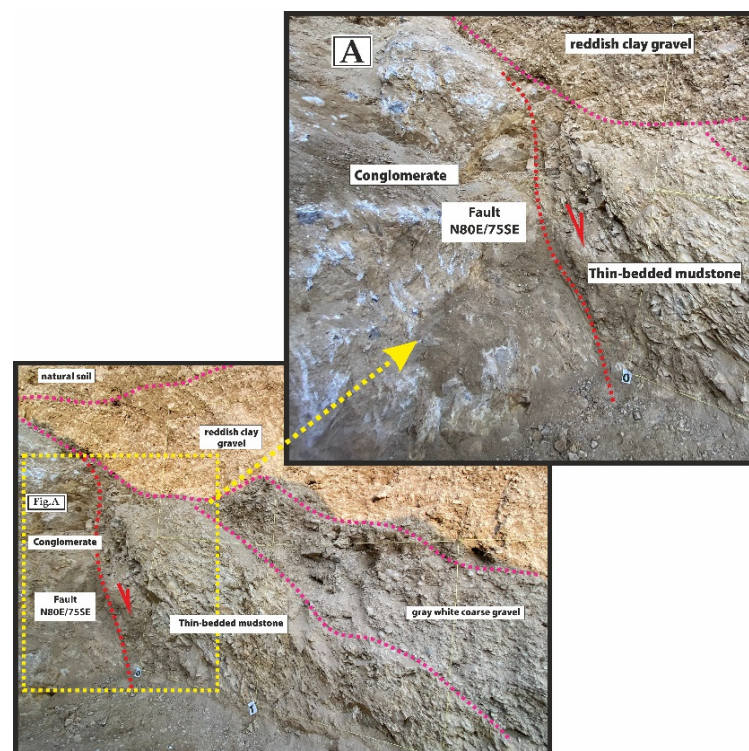 A
reddish clay gravel
Conglomerate
Fault
N80E/75SE
Thin-bedded mudstone
0
natural soil
reddish clay
gravel
Fig.A
Conglomerate
Fault
N80E/75SE
Thin-bedded mudstone
gray white coarse gravel
0
1